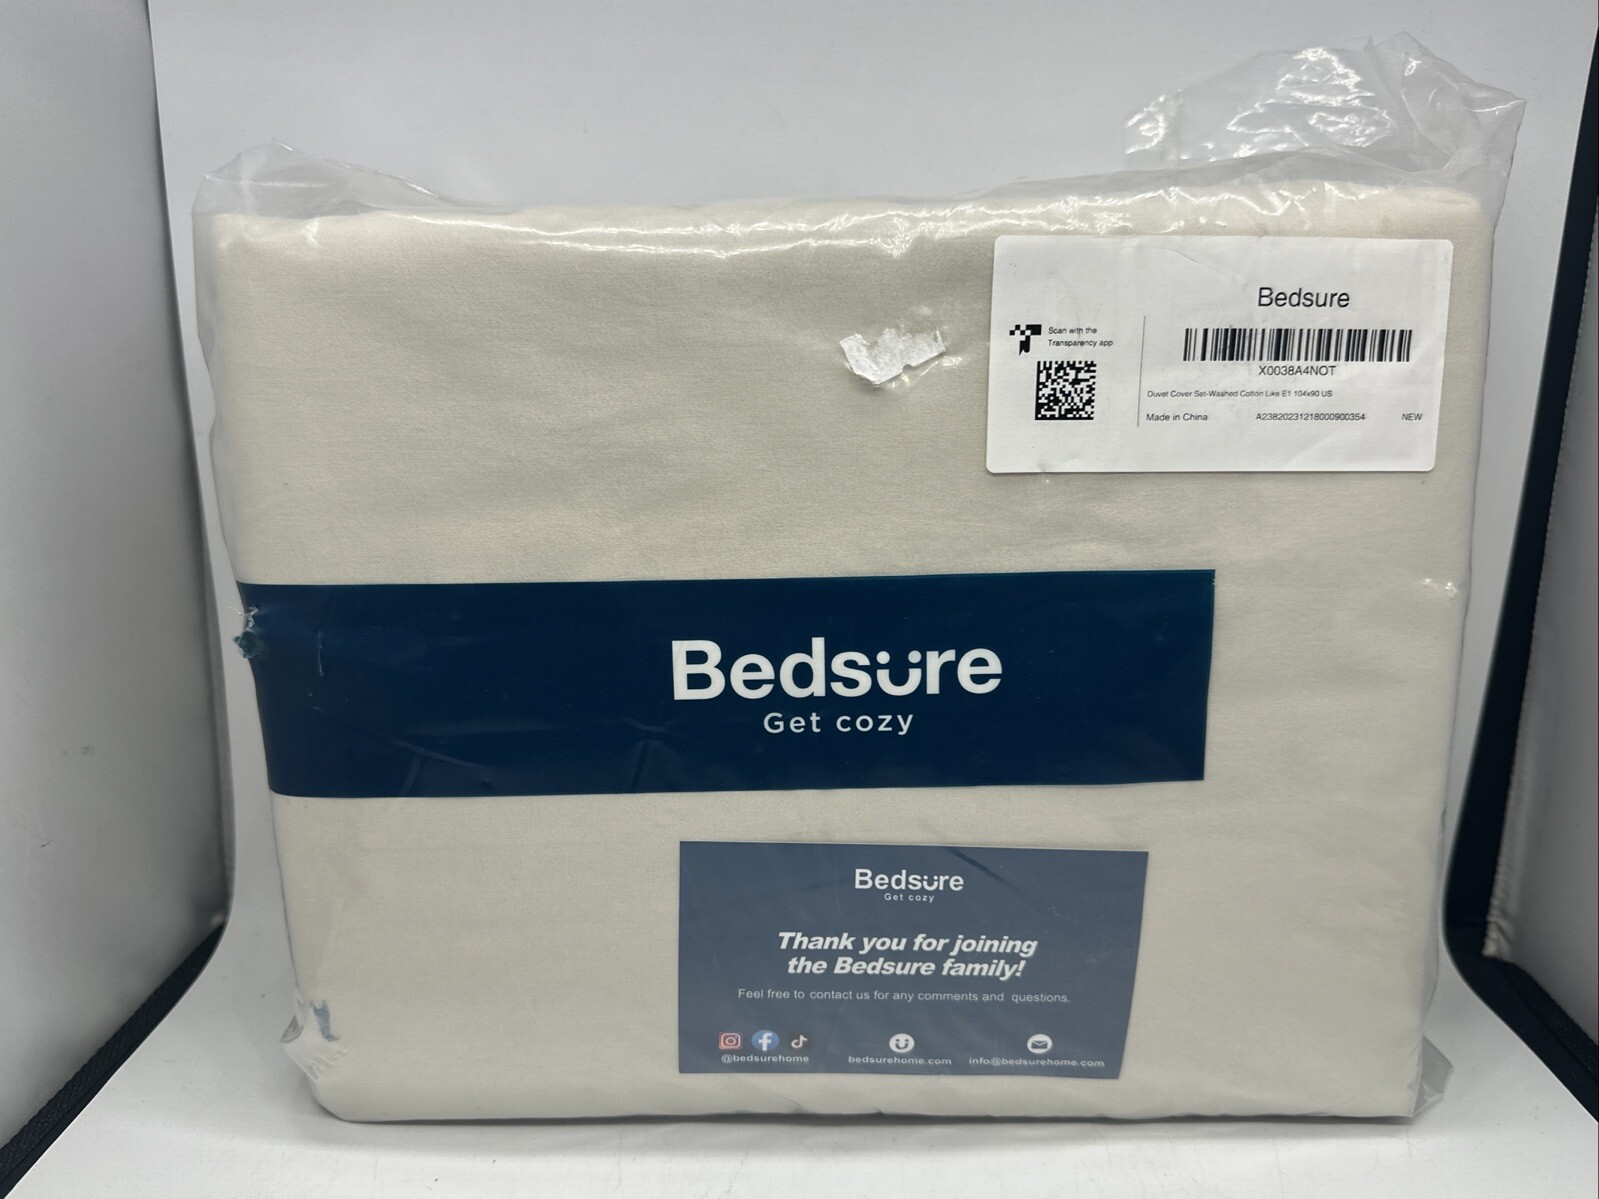 Bedsure
Scan with the
Transparency app
X0038A4NOT
Duvet Cover Set-Washed Cotton Like E1 104x90 US
Made in China A23820231218000900354 NEW
Bedsure
Get cozy
Bedsure
Get cozy
Thank you for joining
the Bedsure family!
Feel free to contact us for any comments and questions.
@bedsurehome bedsurehome.com info@bedsurehome.com